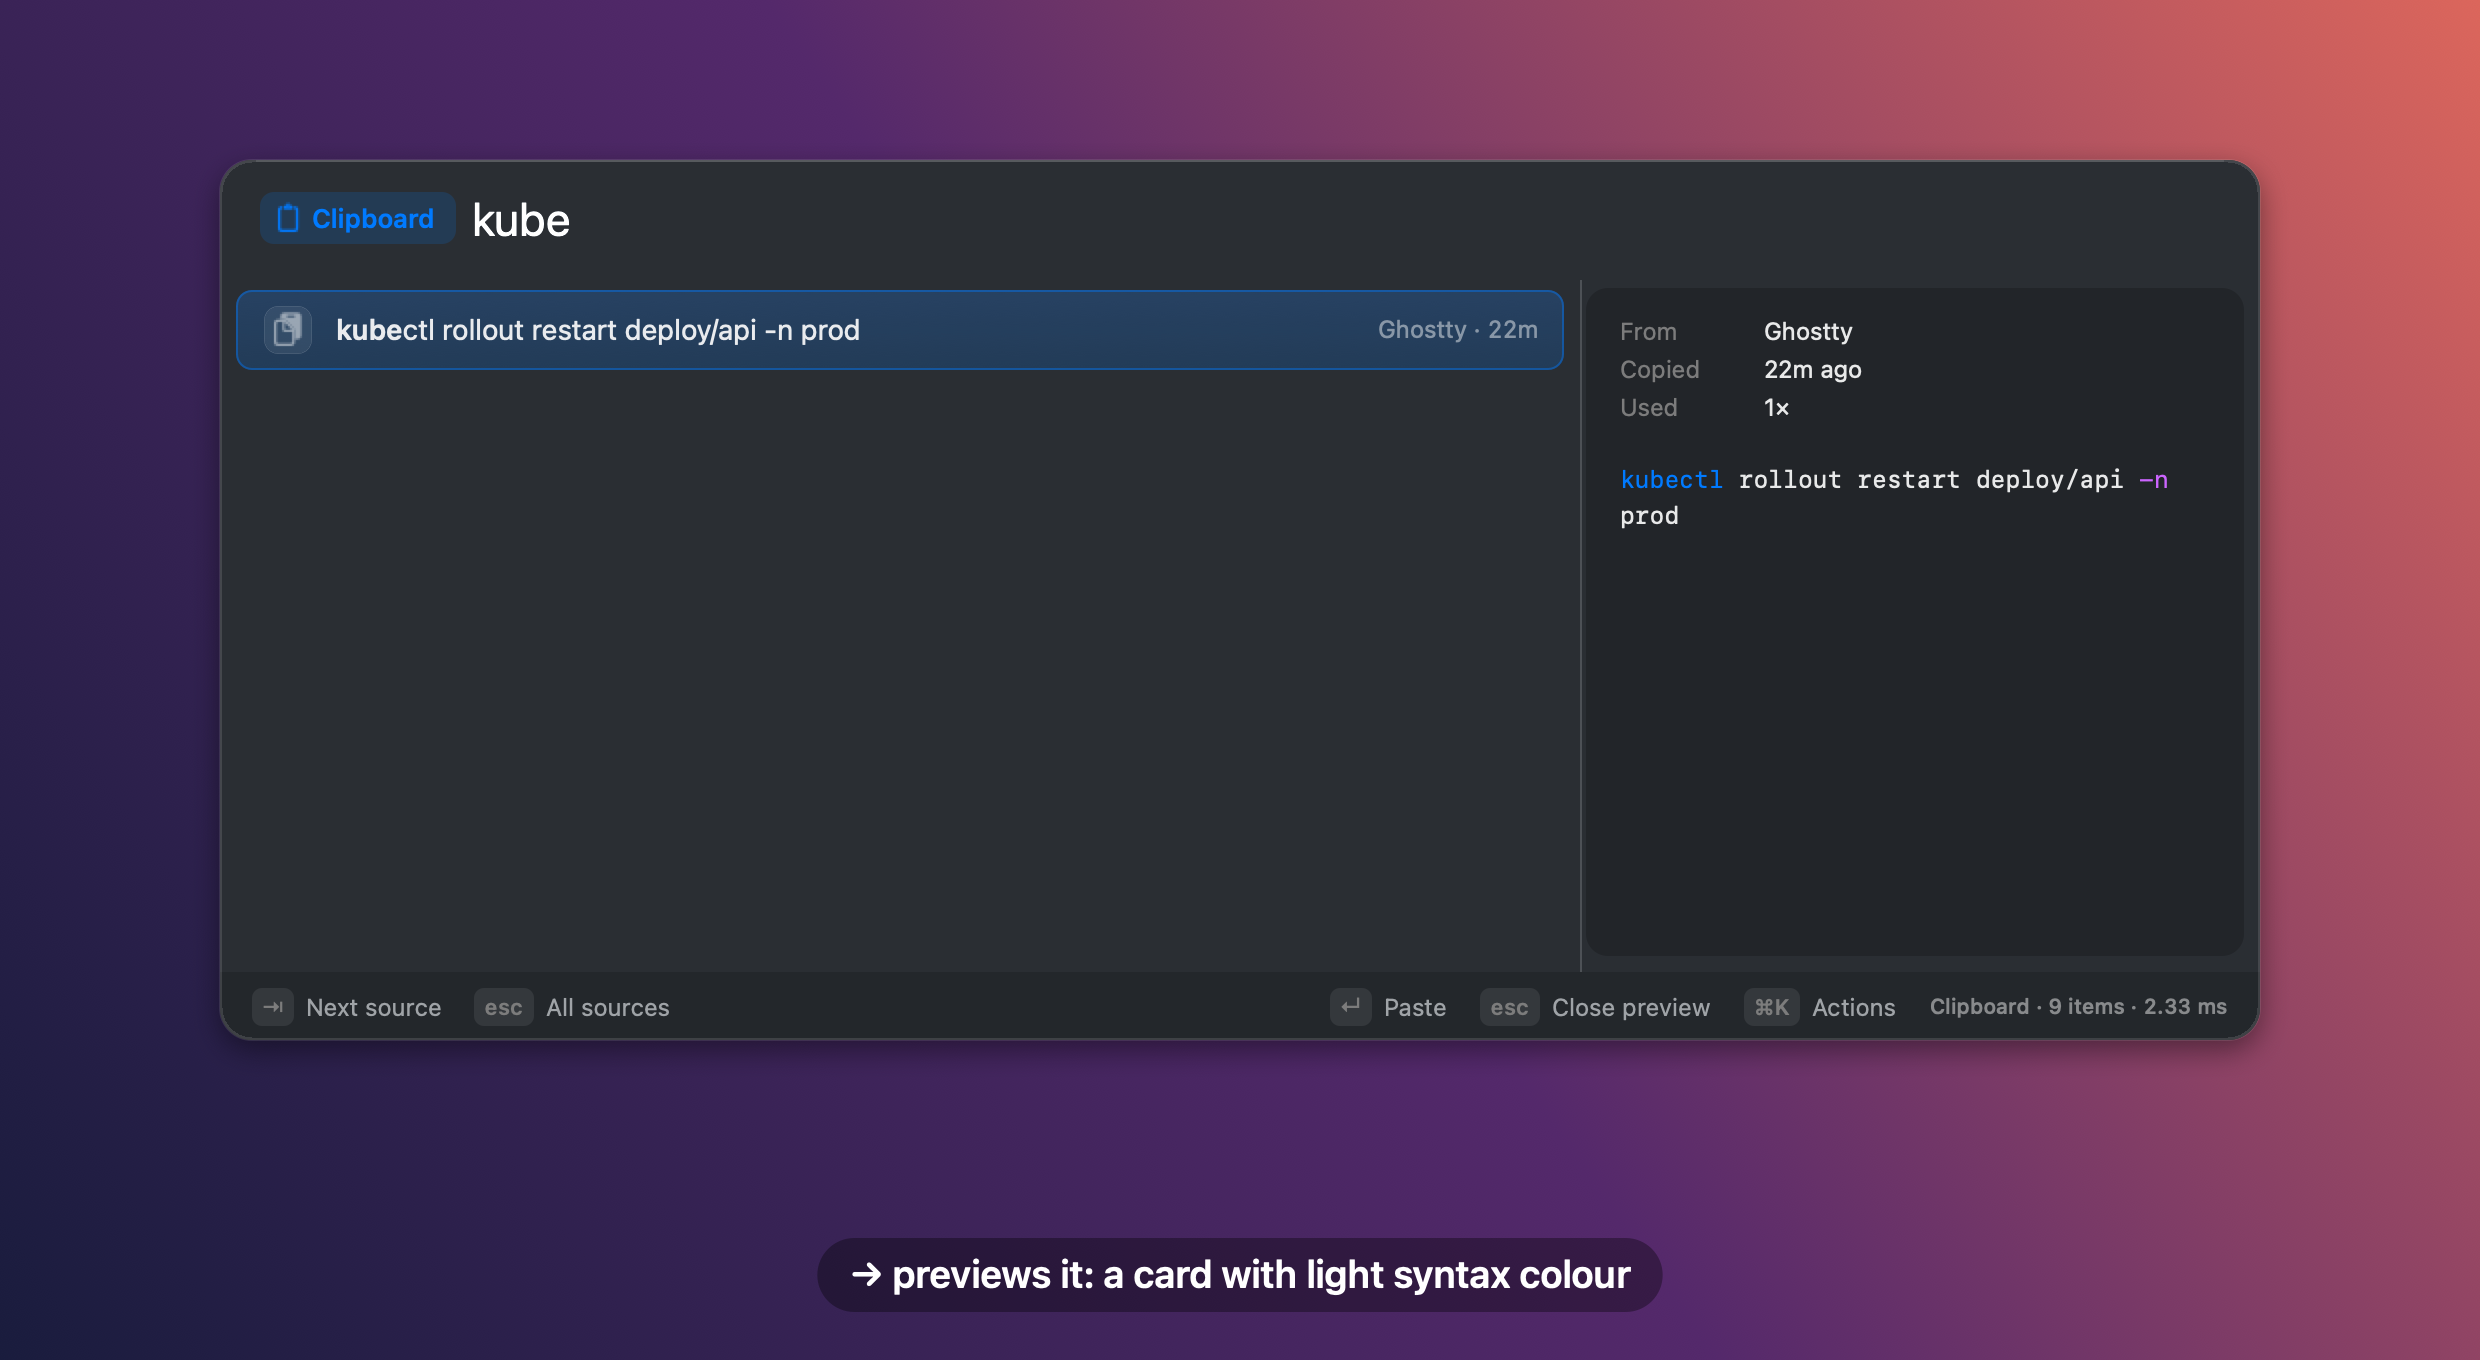 Clipboard kube
kubectl rollout restart deploy/api -n prod Ghostty · 22m
From Ghostty
Copied 22m ago
Used 1×
kubectl rollout restart deploy/api -n
prod
⇥ Next source esc All sources ↵ Paste esc Close preview ⌘K Actions Clipboard · 9 items · 2.33 ms
→ previews it: a card with light syntax colour